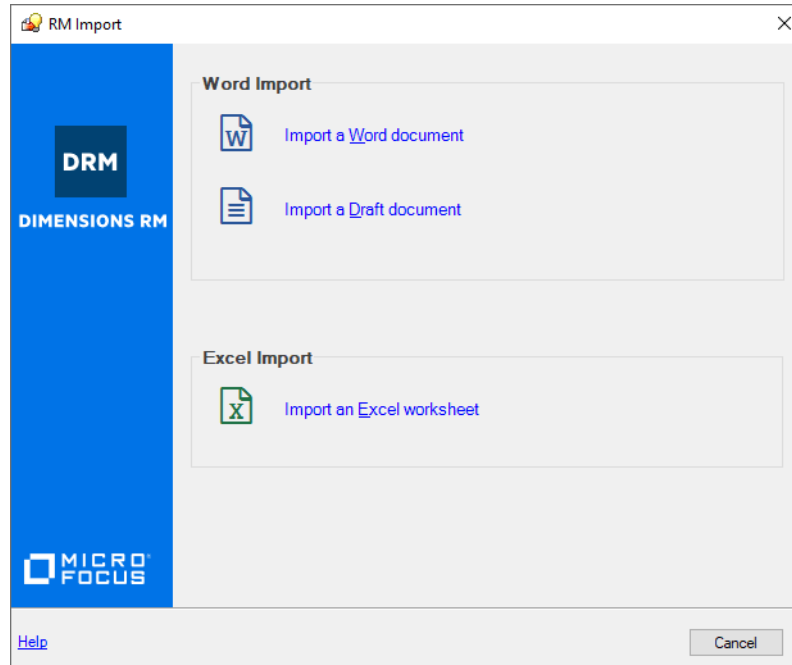 RM Import
Word Import
W
Import a Word document
Import a Draft document
DRM
DIMENSIONS RM
Excel Import
X
Import an Excel worksheet
MICRO
FOCUS
Help
Cancel